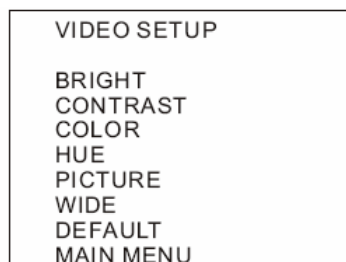 VIDEO SETUP
BRIGHT
CONTRAST
COLOR
HUE
PICTURE
WIDE
DEFAULT
MAIN MENU